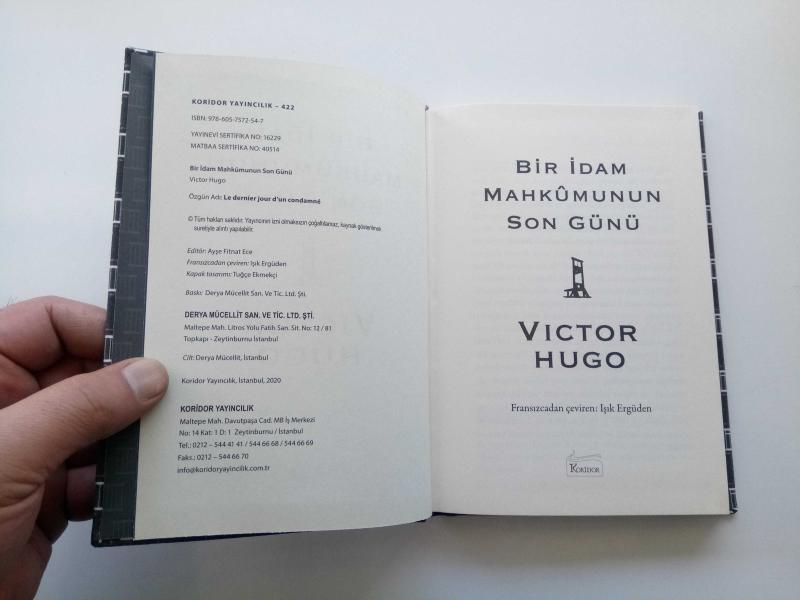 KORİDOR YAYINCILIK – 422
ISBN: 978-605-7572-54-7
YAYINEVİ SERTİFİKA NO: 16229
MATBAA SERTİFİKA NO: 40514
Bir İdam Mahkûmunun Son Günü
Victor Hugo
Özgün Adı: Le dernier jour d'un condamné
© Tüm hakları saklıdır. Yayıncının izni olmaksızın çoğaltılamaz, kaynak gösterilmek
suretiyle alıntı yapılabilir.
Editör: Ayşe Fitnat Ece
Fransızcadan çeviren: Işık Ergüden
Kapak tasarımı: Tuğçe Ekmekçi
Baskı: Derya Mücellit San. Ve Tic. Ltd. Şti.
DERYA MÜCELLİT SAN. VE TİC. LTD. ŞTİ.
Maltepe Mah. Litros Yolu Fatih San. Sit. No: 12 / 81
Topkapı - Zeytinburnu İstanbul
Cilt: Derya Mücellit, İstanbul
Koridor Yayıncılık, İstanbul, 2020
KORİDOR YAYINCILIK
Maltepe Mah. Davutpaşa Cad. MB İş Merkezi
No: 14 Kat: 1 D: 1 Zeytinburnu / İstanbul
Tel.: 0212 – 544 41 41 / 544 66 68 / 544 66 69
Faks.: 0212 – 544 66 70
info@koridoryayincilik.com.tr
BİR İDAM
MAHKÛMUNUN
SON GÜNÜ
VICTOR
HUGO
Fransızcadan çeviren: Işık Ergüden
KORİDOR